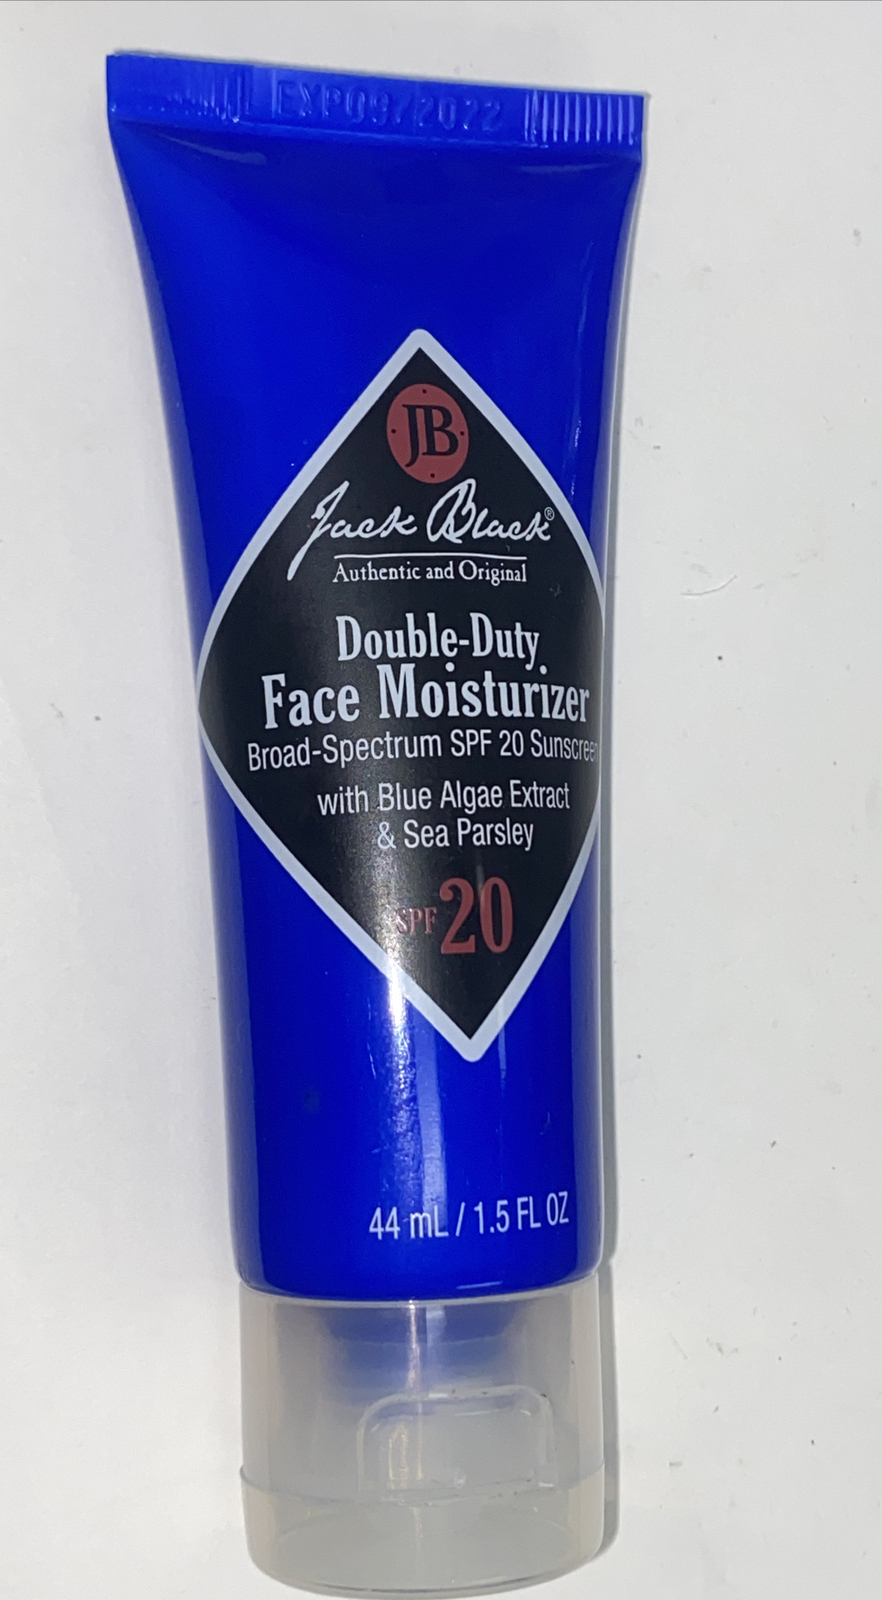 EXP09/2022
JB
Jack Black®
Authentic and Original
Double-Duty
Face Moisturizer
Broad-Spectrum SPF 20 Sunscreen
with Blue Algae Extract
& Sea Parsley
SPF 20
44 mL / 1.5 FL OZ